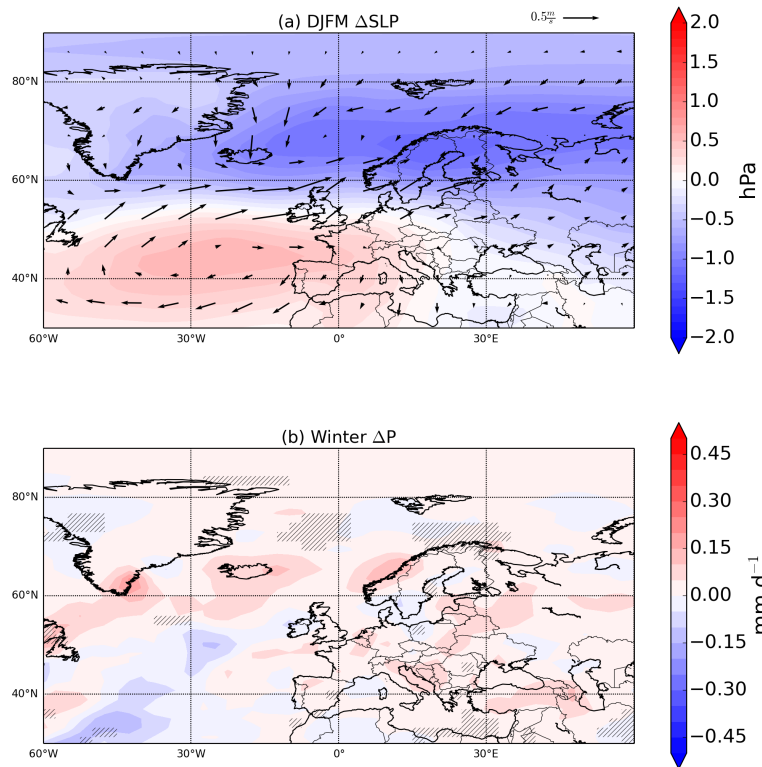 (a) DJFM ΔSLP
0.5 m/s
80°N
60°N
40°N
60°W
30°W
0°
30°E
2.0
1.5
1.0
0.5
0.0
−0.5
−1.0
−1.5
−2.0
hPa
(b) Winter ΔP
80°N
60°N
40°N
60°W
30°W
0°
30°E
0.45
0.30
0.15
0.00
−0.15
−0.30
−0.45
mm d⁻¹